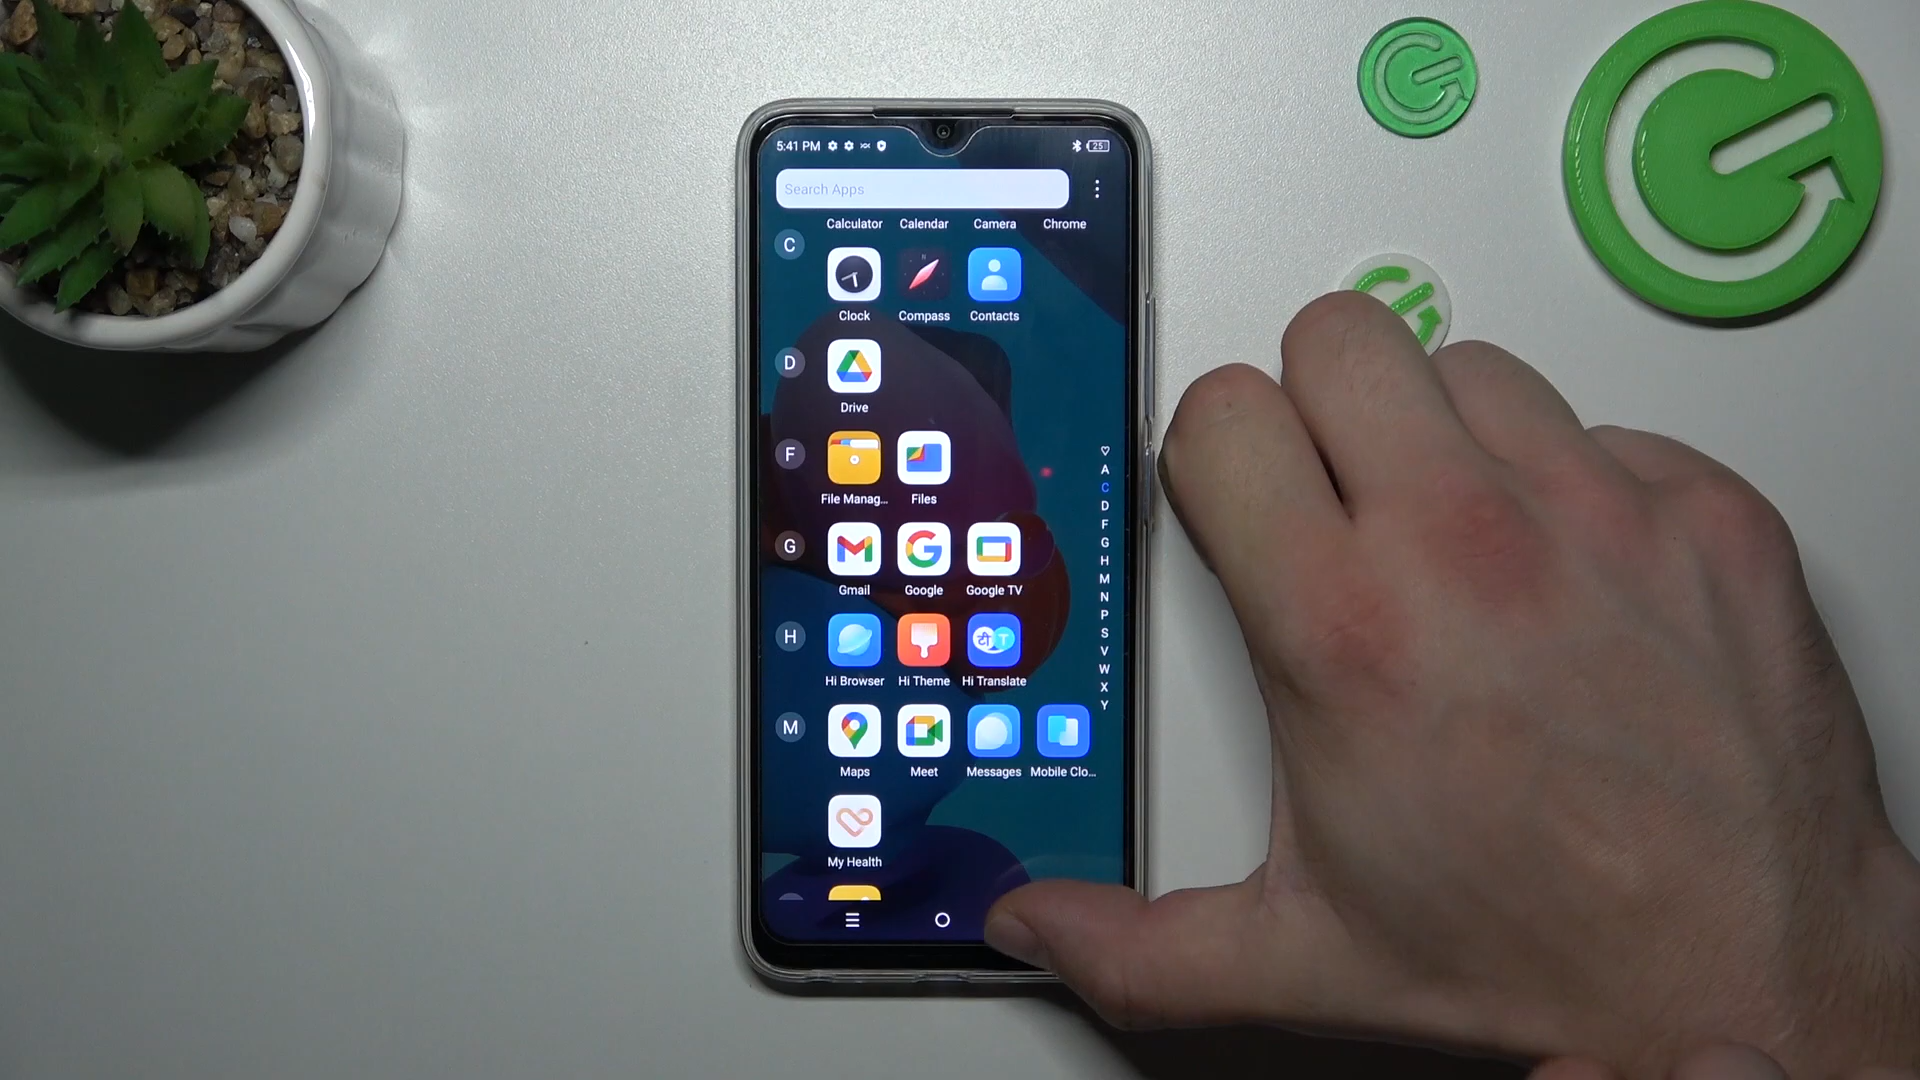 5:41 PM
25
Search Apps
Calculator Calendar Camera Chrome
C
Clock Compass Contacts
D
Drive
F
File Manag... Files
G
Gmail Google Google TV
H
Hi Browser Hi Theme Hi Translate
M
Maps Meet Messages Mobile Clo...
My Health
A
C
D
F
G
H
M
N
P
S
V
W
X
Y